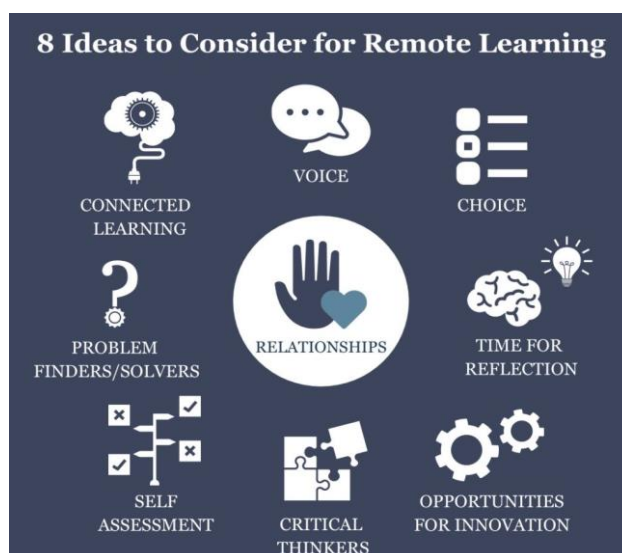 8 Ideas to Consider for Remote Learning
VOICE
CONNECTED
LEARNING
CHOICE
PROBLEM
FINDERS/SOLVERS
RELATIONSHIPS
TIME FOR
REFLECTION
SELF
ASSESSMENT
CRITICAL
THINKERS
OPPORTUNITIES
FOR INNOVATION